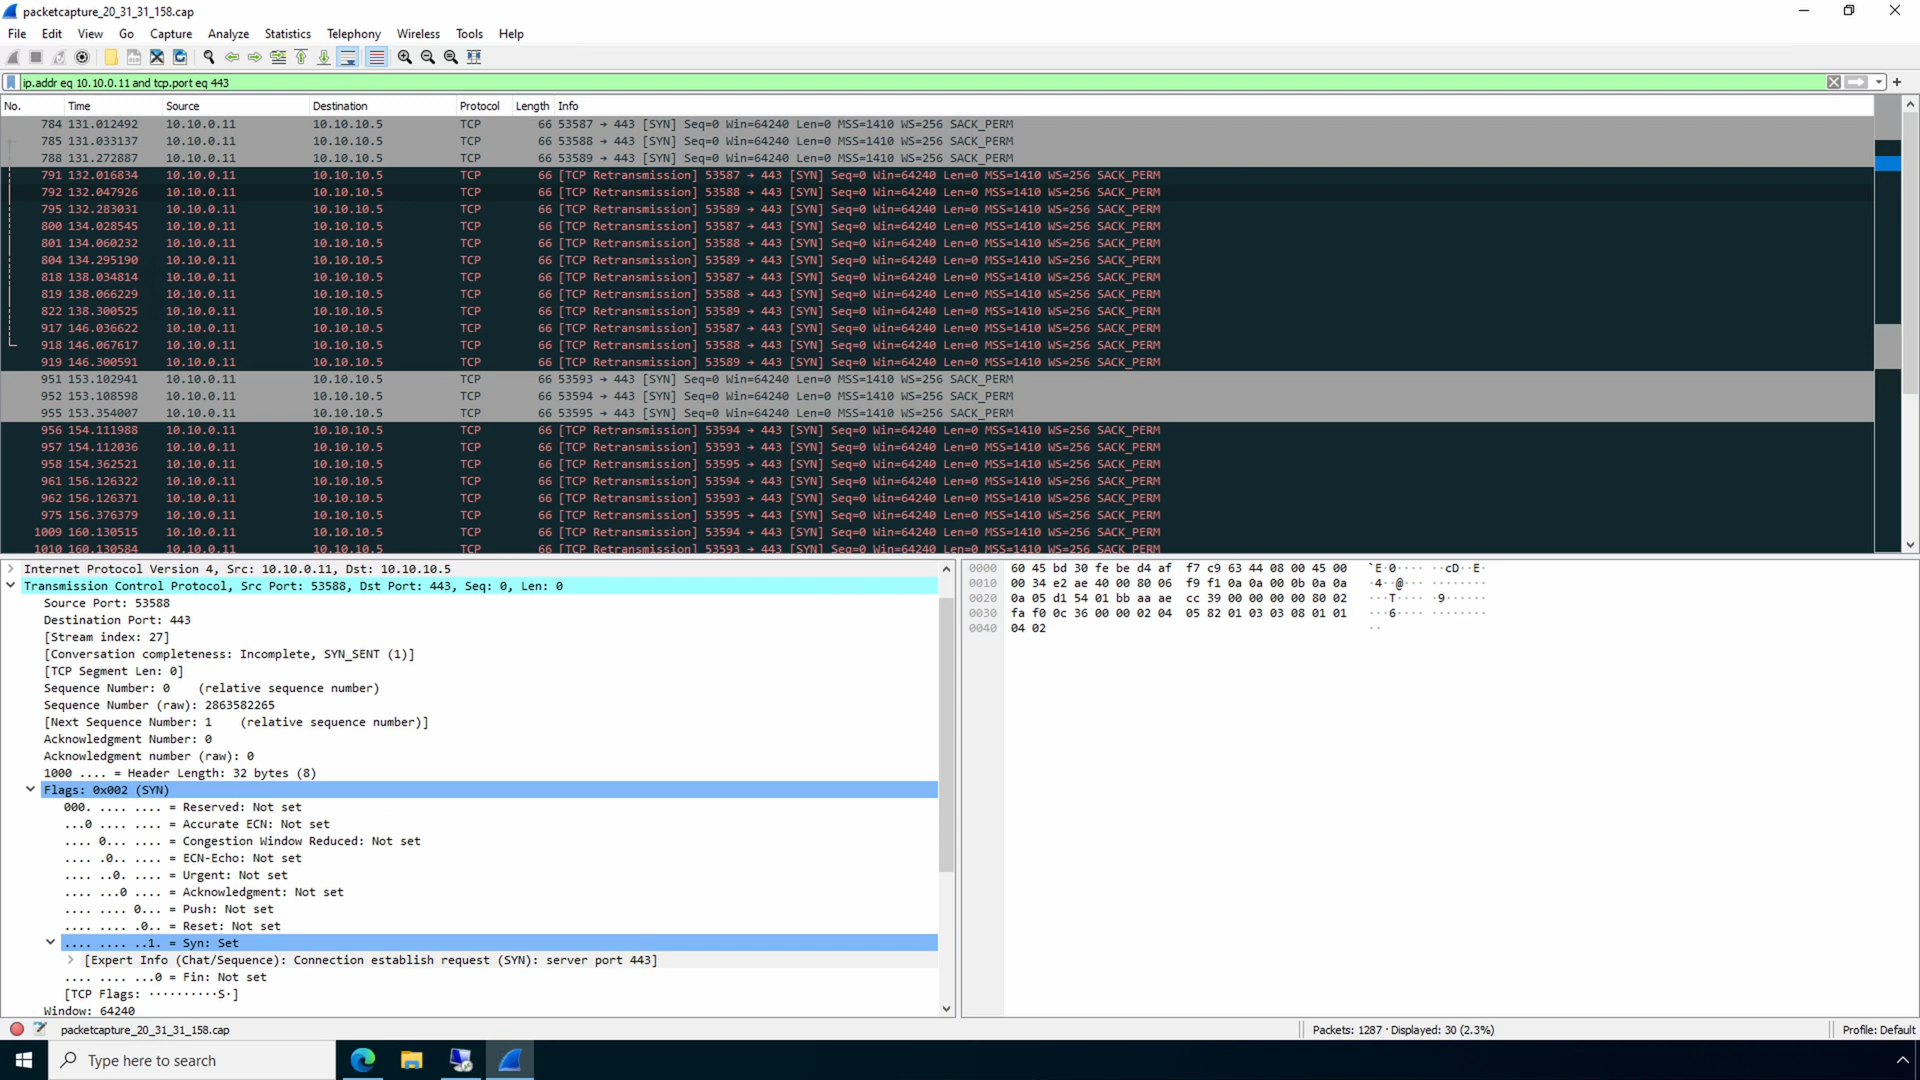 packetcapture_20_31_31_158.cap
File Edit View Go Capture Analyze Statistics Telephony Wireless Tools Help
ip.addr eq 10.10.0.11 and tcp.port eq 443
No. Time Source Destination Protocol Length Info
784 131.012492 10.10.0.11 10.10.10.5 TCP 66 53587 → 443 [SYN] Seq=0 Win=64240 Len=0 MSS=1410 WS=256 SACK_PERM
785 131.033137 10.10.0.11 10.10.10.5 TCP 66 53588 → 443 [SYN] Seq=0 Win=64240 Len=0 MSS=1410 WS=256 SACK_PERM
788 131.272887 10.10.0.11 10.10.10.5 TCP 66 53589 → 443 [SYN] Seq=0 Win=64240 Len=0 MSS=1410 WS=256 SACK_PERM
791 132.016834 10.10.0.11 10.10.10.5 TCP 66 [TCP Retransmission] 53587 → 443 [SYN] Seq=0 Win=64240 Len=0 MSS=1410 WS=256 SACK_PERM
792 132.047926 10.10.0.11 10.10.10.5 TCP 66 [TCP Retransmission] 53588 → 443 [SYN] Seq=0 Win=64240 Len=0 MSS=1410 WS=256 SACK_PERM
795 132.283031 10.10.0.11 10.10.10.5 TCP 66 [TCP Retransmission] 53589 → 443 [SYN] Seq=0 Win=64240 Len=0 MSS=1410 WS=256 SACK_PERM
800 134.028545 10.10.0.11 10.10.10.5 TCP 66 [TCP Retransmission] 53587 → 443 [SYN] Seq=0 Win=64240 Len=0 MSS=1410 WS=256 SACK_PERM
801 134.060232 10.10.0.11 10.10.10.5 TCP 66 [TCP Retransmission] 53588 → 443 [SYN] Seq=0 Win=64240 Len=0 MSS=1410 WS=256 SACK_PERM
804 134.295190 10.10.0.11 10.10.10.5 TCP 66 [TCP Retransmission] 53589 → 443 [SYN] Seq=0 Win=64240 Len=0 MSS=1410 WS=256 SACK_PERM
818 138.034814 10.10.0.11 10.10.10.5 TCP 66 [TCP Retransmission] 53587 → 443 [SYN] Seq=0 Win=64240 Len=0 MSS=1410 WS=256 SACK_PERM
819 138.066229 10.10.0.11 10.10.10.5 TCP 66 [TCP Retransmission] 53588 → 443 [SYN] Seq=0 Win=64240 Len=0 MSS=1410 WS=256 SACK_PERM
822 138.300525 10.10.0.11 10.10.10.5 TCP 66 [TCP Retransmission] 53589 → 443 [SYN] Seq=0 Win=64240 Len=0 MSS=1410 WS=256 SACK_PERM
917 146.036622 10.10.0.11 10.10.10.5 TCP 66 [TCP Retransmission] 53587 → 443 [SYN] Seq=0 Win=64240 Len=0 MSS=1410 WS=256 SACK_PERM
918 146.067617 10.10.0.11 10.10.10.5 TCP 66 [TCP Retransmission] 53588 → 443 [SYN] Seq=0 Win=64240 Len=0 MSS=1410 WS=256 SACK_PERM
919 146.300591 10.10.0.11 10.10.10.5 TCP 66 [TCP Retransmission] 53589 → 443 [SYN] Seq=0 Win=64240 Len=0 MSS=1410 WS=256 SACK_PERM
951 153.102941 10.10.0.11 10.10.10.5 TCP 66 53593 → 443 [SYN] Seq=0 Win=64240 Len=0 MSS=1410 WS=256 SACK_PERM
952 153.108598 10.10.0.11 10.10.10.5 TCP 66 53594 → 443 [SYN] Seq=0 Win=64240 Len=0 MSS=1410 WS=256 SACK_PERM
955 153.354007 10.10.0.11 10.10.10.5 TCP 66 53595 → 443 [SYN] Seq=0 Win=64240 Len=0 MSS=1410 WS=256 SACK_PERM
956 154.111988 10.10.0.11 10.10.10.5 TCP 66 [TCP Retransmission] 53594 → 443 [SYN] Seq=0 Win=64240 Len=0 MSS=1410 WS=256 SACK_PERM
957 154.112036 10.10.0.11 10.10.10.5 TCP 66 [TCP Retransmission] 53593 → 443 [SYN] Seq=0 Win=64240 Len=0 MSS=1410 WS=256 SACK_PERM
958 154.362521 10.10.0.11 10.10.10.5 TCP 66 [TCP Retransmission] 53595 → 443 [SYN] Seq=0 Win=64240 Len=0 MSS=1410 WS=256 SACK_PERM
961 156.126322 10.10.0.11 10.10.10.5 TCP 66 [TCP Retransmission] 53594 → 443 [SYN] Seq=0 Win=64240 Len=0 MSS=1410 WS=256 SACK_PERM
962 156.126371 10.10.0.11 10.10.10.5 TCP 66 [TCP Retransmission] 53593 → 443 [SYN] Seq=0 Win=64240 Len=0 MSS=1410 WS=256 SACK_PERM
975 156.376379 10.10.0.11 10.10.10.5 TCP 66 [TCP Retransmission] 53595 → 443 [SYN] Seq=0 Win=64240 Len=0 MSS=1410 WS=256 SACK_PERM
1009 160.130515 10.10.0.11 10.10.10.5 TCP 66 [TCP Retransmission] 53594 → 443 [SYN] Seq=0 Win=64240 Len=0 MSS=1410 WS=256 SACK_PERM
1010 160.130584 10.10.0.11 10.10.10.5 TCP 66 [TCP Retransmission] 53593 → 443 [SYN] Seq=0 Win=64240 Len=0 MSS=1410 WS=256 SACK_PERM
Internet Protocol Version 4, Src: 10.10.0.11, Dst: 10.10.10.5
Transmission Control Protocol, Src Port: 53588, Dst Port: 443, Seq: 0, Len: 0
Source Port: 53588
Destination Port: 443
[Stream index: 27]
[Conversation completeness: Incomplete, SYN_SENT (1)]
[TCP Segment Len: 0]
Sequence Number: 0 (relative sequence number)
Sequence Number (raw): 2863582265
[Next Sequence Number: 1 (relative sequence number)]
Acknowledgment Number: 0
Acknowledgment number (raw): 0
1000 .... = Header Length: 32 bytes (8)
Flags: 0x002 (SYN)
000. .... .... = Reserved: Not set
...0 .... .... = Accurate ECN: Not set
.... 0... .... = Congestion Window Reduced: Not set
.... .0.. .... = ECN-Echo: Not set
.... ..0. .... = Urgent: Not set
.... ...0 .... = Acknowledgment: Not set
.... .... 0... = Push: Not set
.... .... .0.. = Reset: Not set
.... .... ..1. = Syn: Set
[Expert Info (Chat/Sequence): Connection establish request (SYN): server port 443]
.... .... ...0 = Fin: Not set
[TCP Flags: ··········S·]
Window: 64240
0000 60 45 bd 30 fe be d4 af f7 c9 63 44 08 00 45 00 `E·0···· ··cD··E·
0010 00 34 e2 ae 40 00 80 06 f9 f1 0a 0a 00 0b 0a 0a ·4··@··· ········
0020 0a 05 d1 54 01 bb aa ae cc 39 00 00 00 00 80 02 ···T···· ·9······
0030 fa f0 0c 36 00 00 02 04 05 82 01 03 03 08 01 01 ···6···· ········
0040 04 02 ··
packetcapture_20_31_31_158.cap
Packets: 1287 · Displayed: 30 (2.3%)
Profile: Default
Type here to search